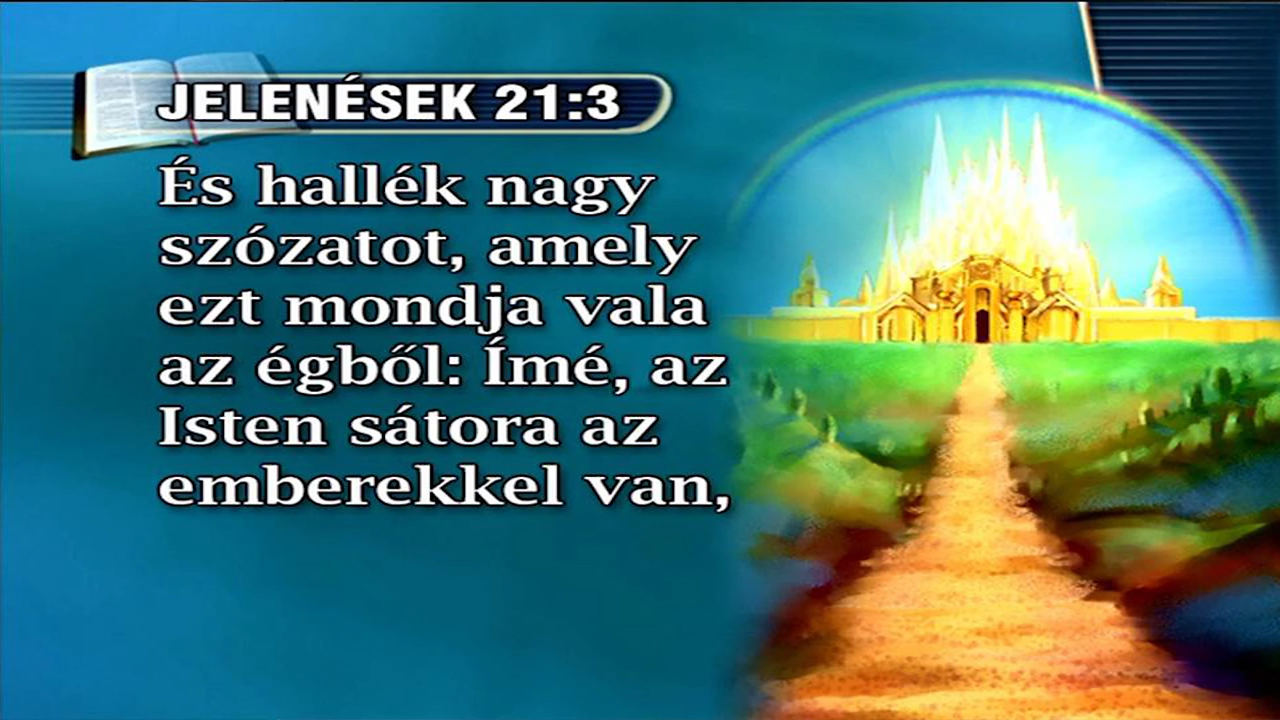 JELENÉSEK 21:3
És hallék nagy
szózatot, amely
ezt mondja vala
az égből: Ímé, az
Isten sátora az
emberekkel van,